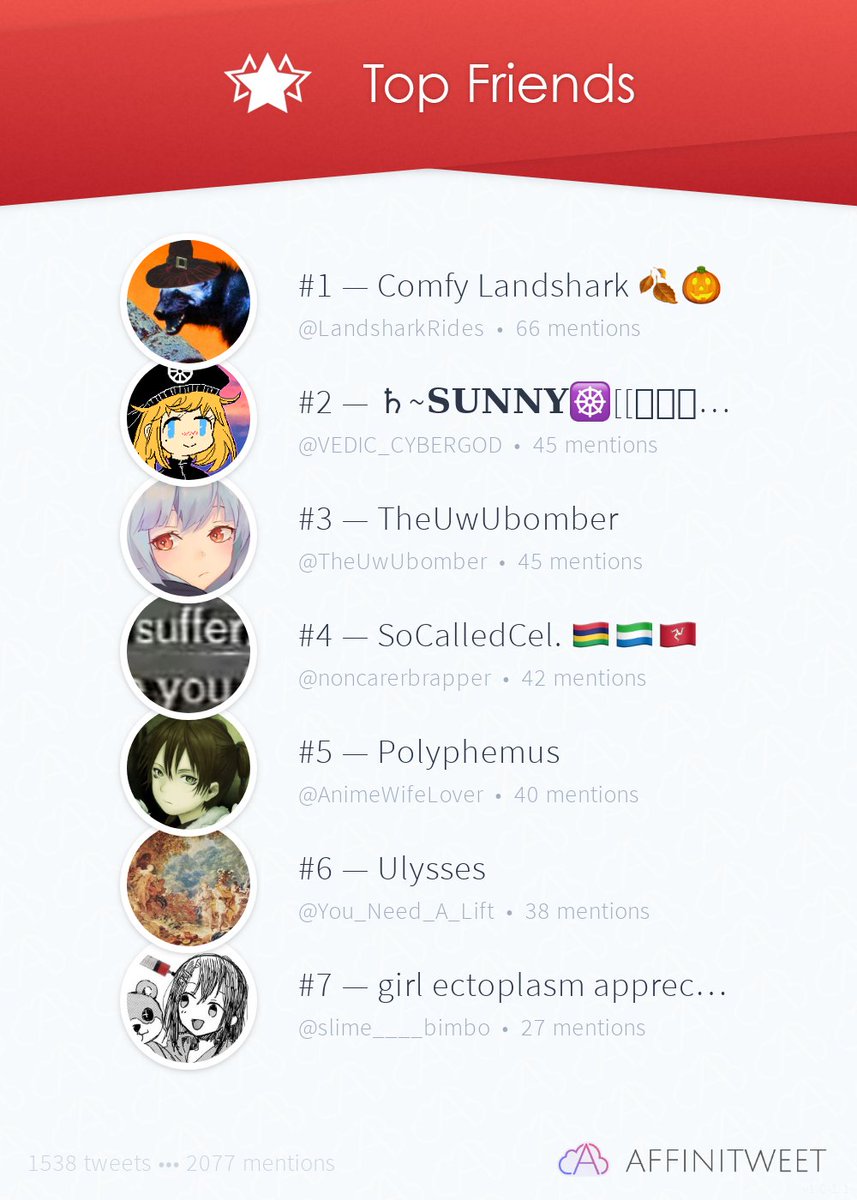 Top Friends
#1 — Comfy Landshark 🍂🎃
@LandsharkRides • 66 mentions
#2 — ♄~𝐒𝐔𝐍𝐍𝐘☸️[[▯▯▯…
@VEDIC_CYBERGOD • 45 mentions
#3 — TheUwUbomber
@TheUwUbomber • 45 mentions
suffer
you
#4 — SoCalledCel. 🇲🇺🇸🇱🇮🇲
@noncarerbrapper • 42 mentions
#5 — Polyphemus
@AnimeWifeLover • 40 mentions
#6 — Ulysses
@You_Need_A_Lift • 38 mentions
#7 — girl ectoplasm apprec…
@slime____bimbo • 27 mentions
1538 tweets ••• 2077 mentions
AFFINITWEET